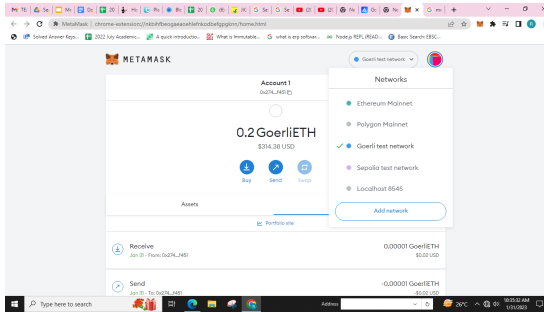 MetaMask
chrome-extension://nkbihfbeogaeaoehlefnkodbefgpgknn/home.html
Solved Answer Keys...
2022 July Academic...
A quick introductio...
What is Immutable...
what is erp softwar...
Node.js REPL (READ...
Basic Search: EBSC...
METAMASK
Goerli test network
Account 1
0x274...f481
0.2 GoerliETH
$314.38 USD
Buy
Send
Swap
Assets
Portfolio site
Receive
Jan 31 · From: 0x274...f481
0.00001 GoerliETH
$0.02 USD
Send
Jan 31 · To: 0x274...f481
-0.00001 GoerliETH
-$0.02 USD
Networks
Ethereum Mainnet
Polygon Mainnet
Goerli test network
Sepolia test network
Localhost 8545
Add network
Type here to search
Address
26°C
10:35:32 AM
1/31/2023